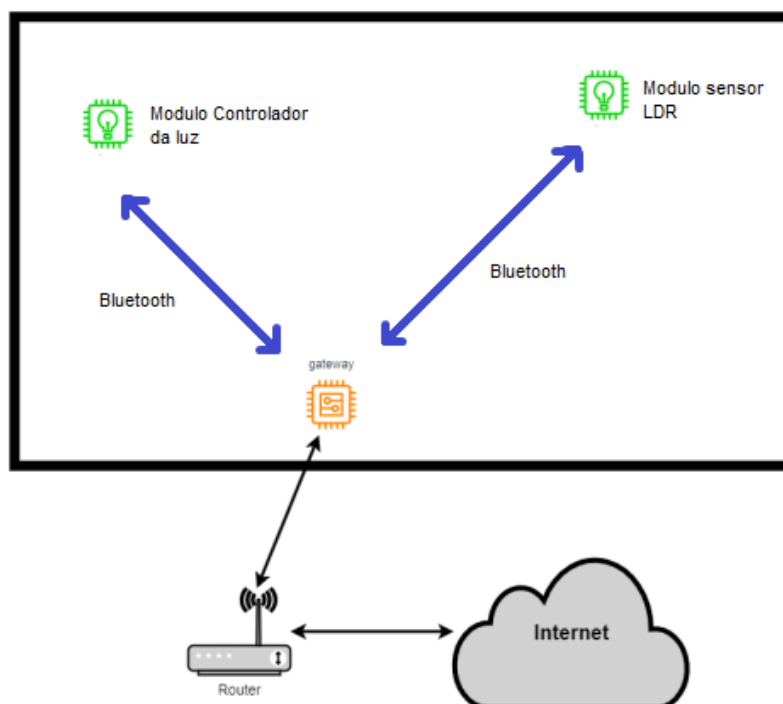 Modulo Controlador
da luz
Modulo sensor
LDR
Bluetooth
Bluetooth
gateway
Internet
Router